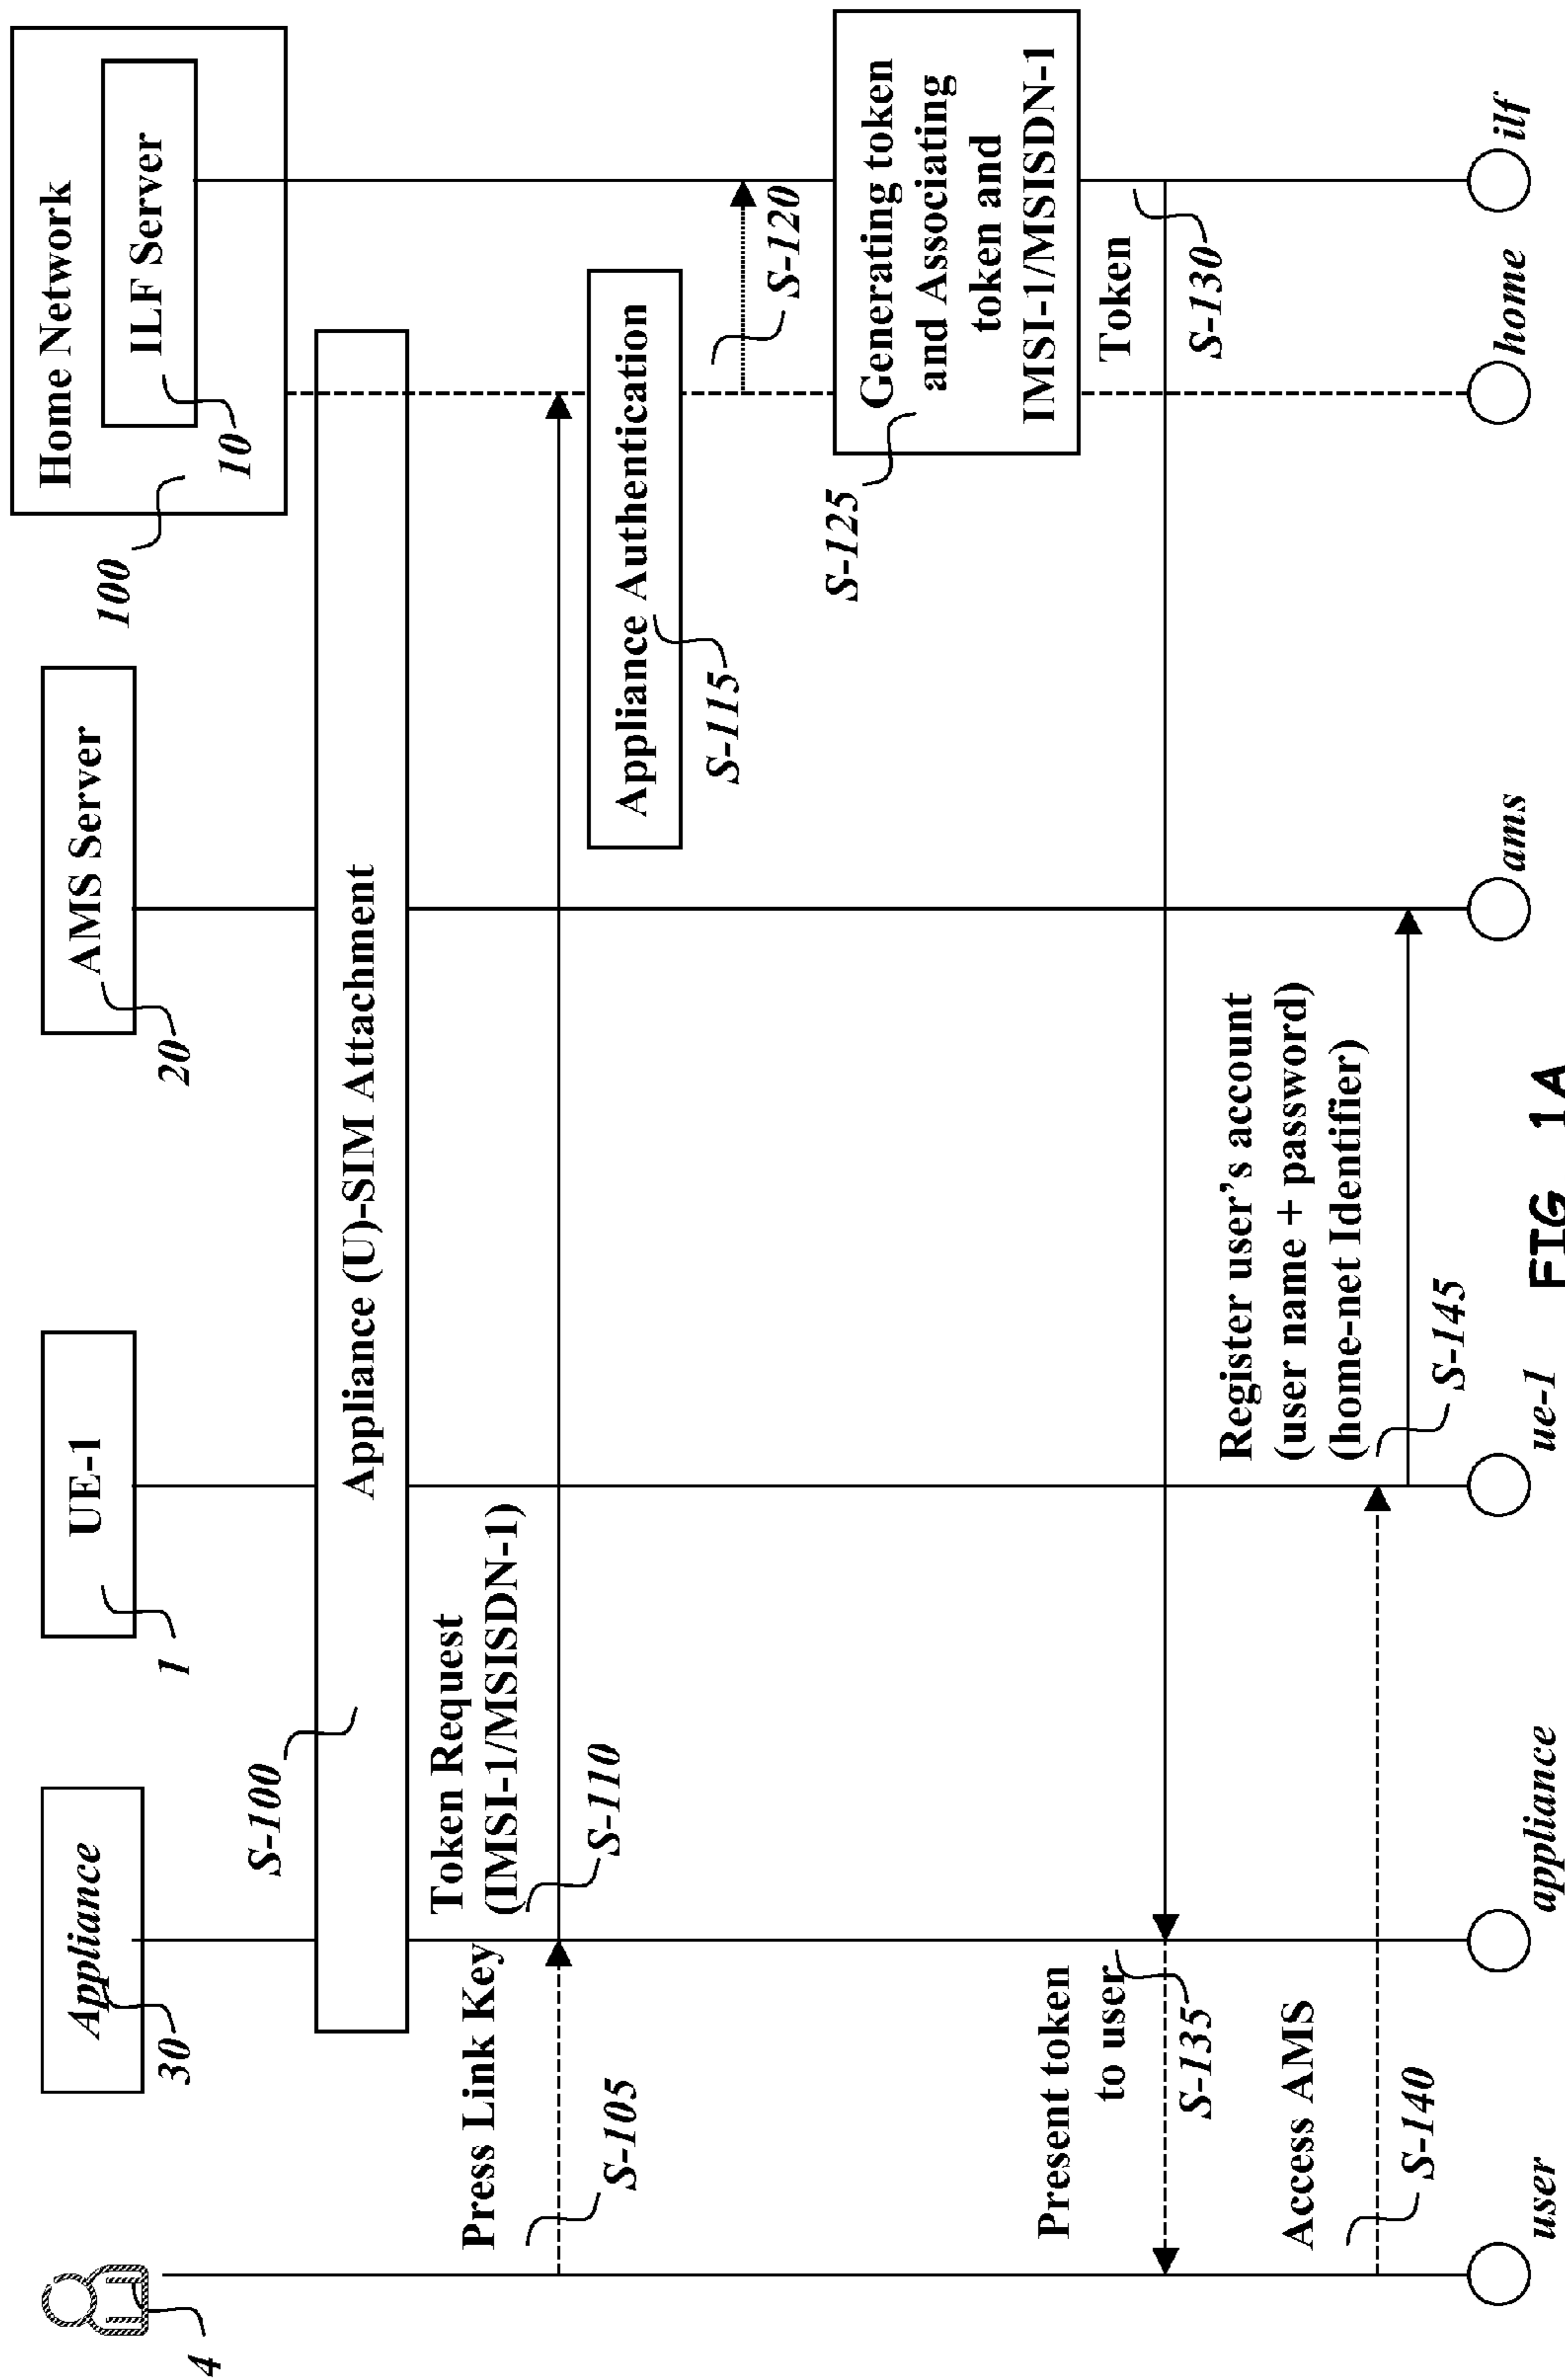 4
Appliance
30
UE-1
1
AMS Server
20
Home Network
ILF Server
100
10
S-100
Appliance (U)-SIM Attachment
Press Link Key
S-105
Token Request
(IMSI-1/MSISDN-1)
S-110
Appliance Authentication
S-115
S-120
S-125
Generating token
and Associating
token and
IMSI-1/MSISDN-1
Token
S-130
Present token
to user
S-135
Access AMS
S-140
Register user's account
(user name + password)
(home-net Identifier)
S-145
user
appliance
ue-1
ams
home
ilf
FIG 1A